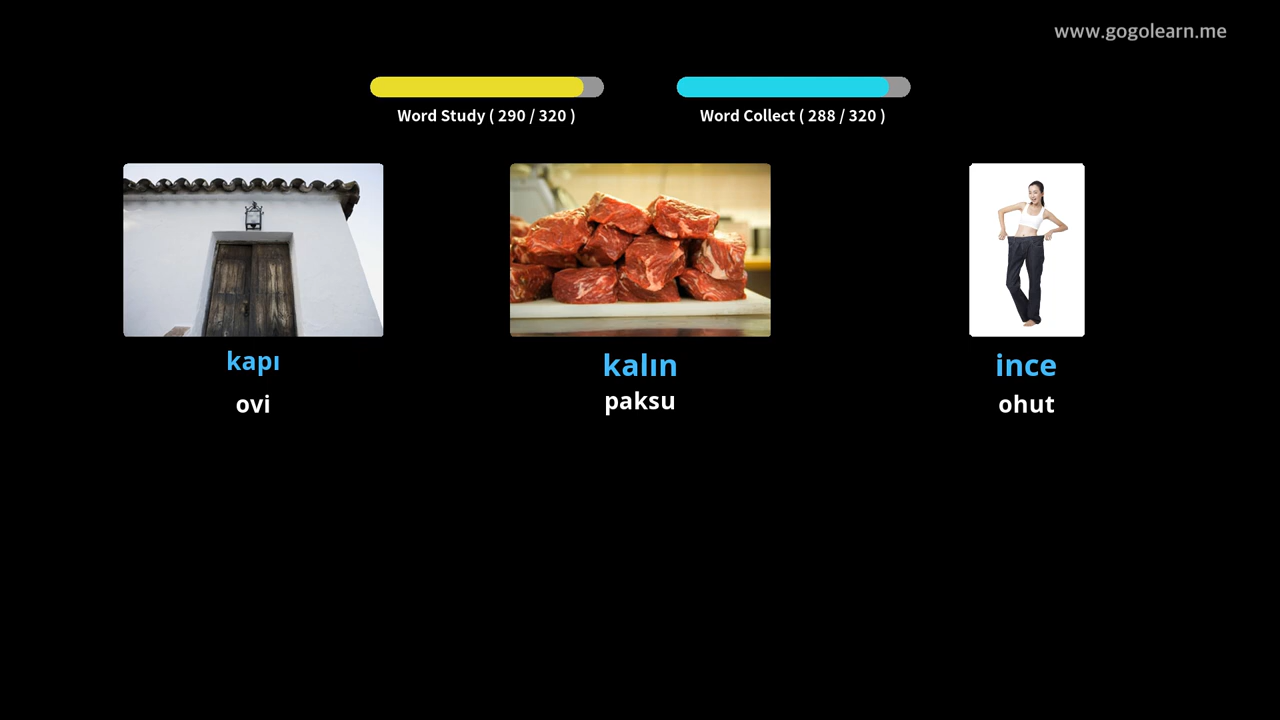 www.gogolearn.me
Word Study ( 290 / 320 )
Word Collect ( 288 / 320 )
kapı
ovi
kalın
paksu
ince
ohut